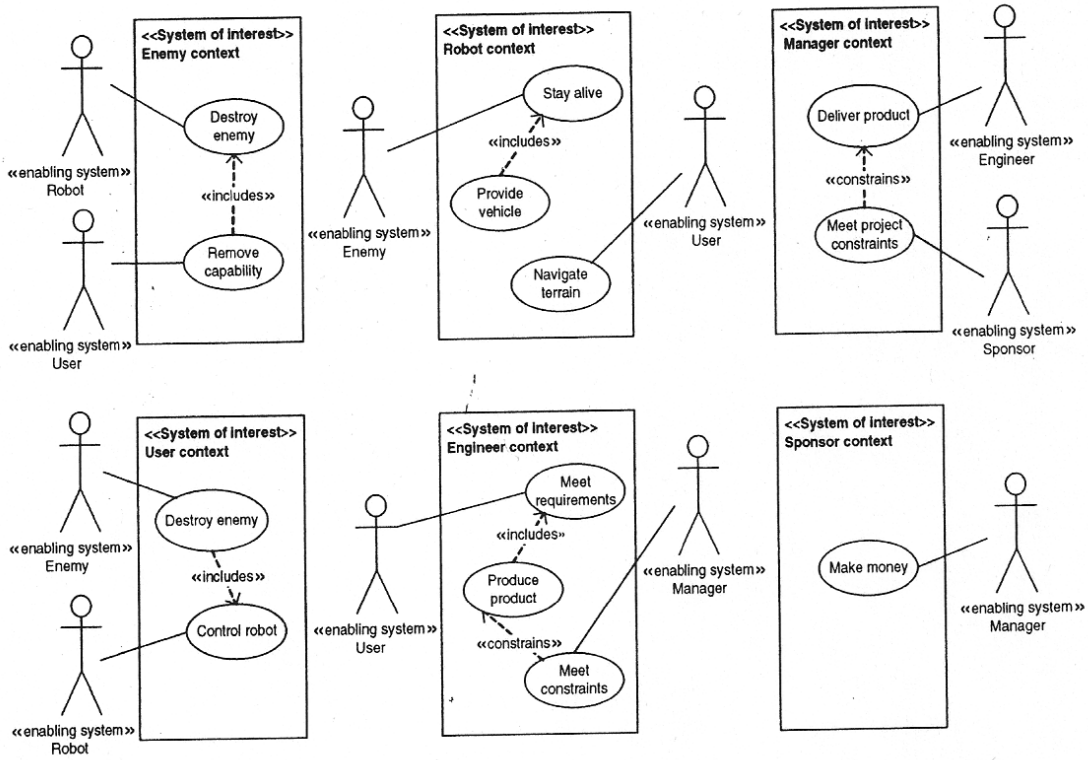 <<System of interest>>
Enemy context
Destroy
enemy
«includes»
Remove
capability
«enabling system»
Robot
«enabling system»
User
<<System of interest>>
Robot context
Stay alive
«includes»
Provide
vehicle
Navigate
terrain
«enabling system»
Enemy
«enabling system»
User
<<System of interest>>
Manager context
Deliver product
«constrains»
Meet project
constraints
«enabling system»
Engineer
«enabling system»
Sponsor
<<System of interest>>
User context
Destroy enemy
«includes»
Control robot
«enabling system»
Enemy
«enabling system»
Robot
<<System of interest>>
Engineer context
Meet
requirements
«includes»
Produce
product
«constrains»
Meet
constraints
«enabling system»
User
«enabling system»
Manager
<<System of interest>>
Sponsor context
Make money
«enabling system»
Manager